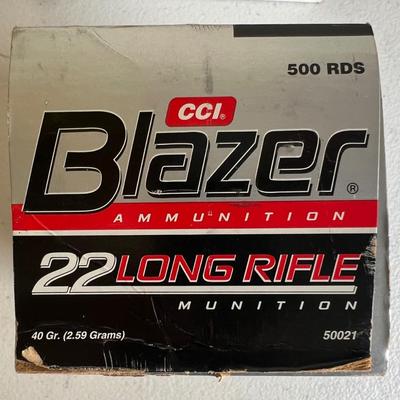 500 RDS
CCI®
Blazer®
AMMUNITION
22 LONG RIFLE
MUNITION
40 Gr. (2.59 Grams) 50021